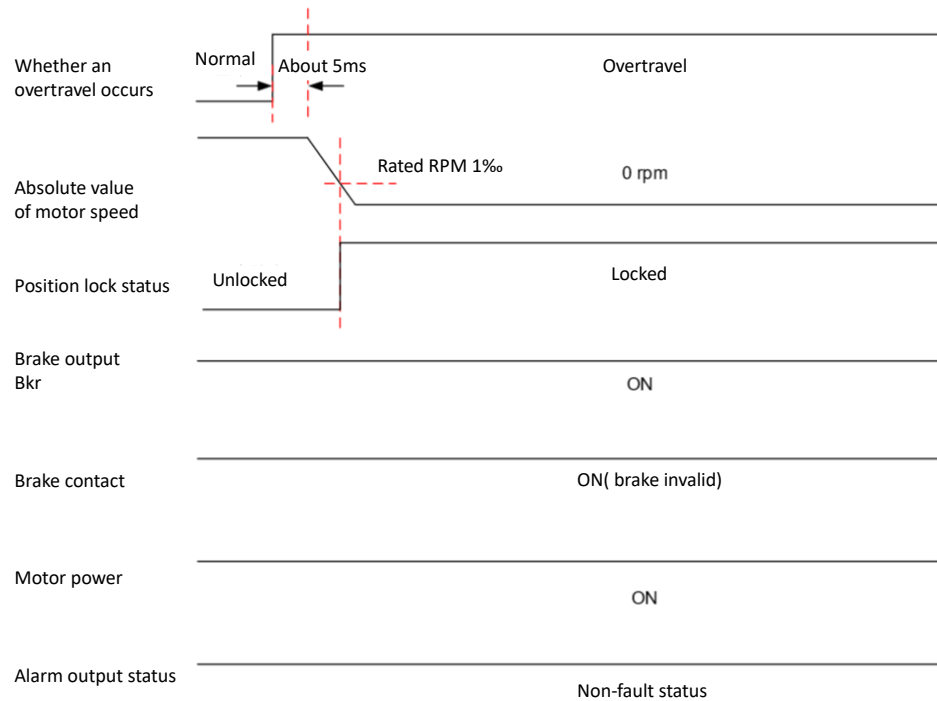 Whether an
overtravel occurs
Normal
About 5ms
Overtravel
Absolute value
of motor speed
Rated RPM 1‰
0 rpm
Position lock status
Unlocked
Locked
Brake output
Bkr
ON
Brake contact
ON( brake invalid)
Motor power
ON
Alarm output status
Non-fault status